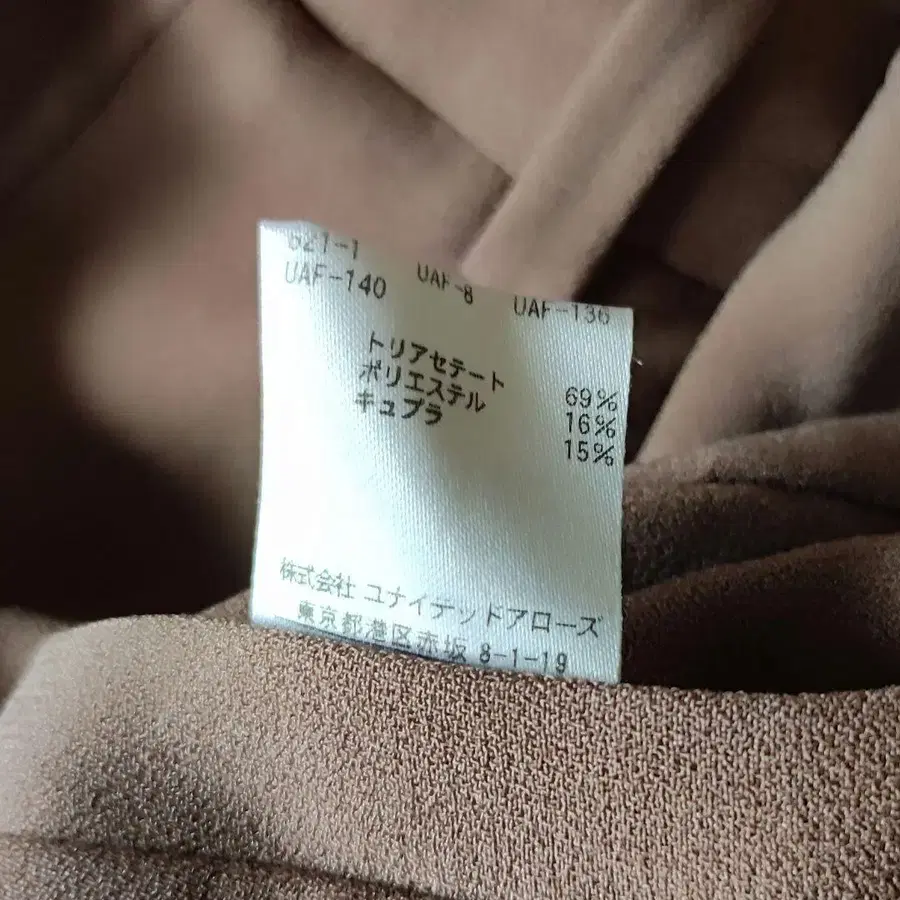 621-1
UAF-140 UAF-8 UAF-136
トリアセテート 69%
ポリエステル 16%
キュプラ 15%
株式会社 ユナイテッドアローズ
東京都港区赤坂 8-1-19